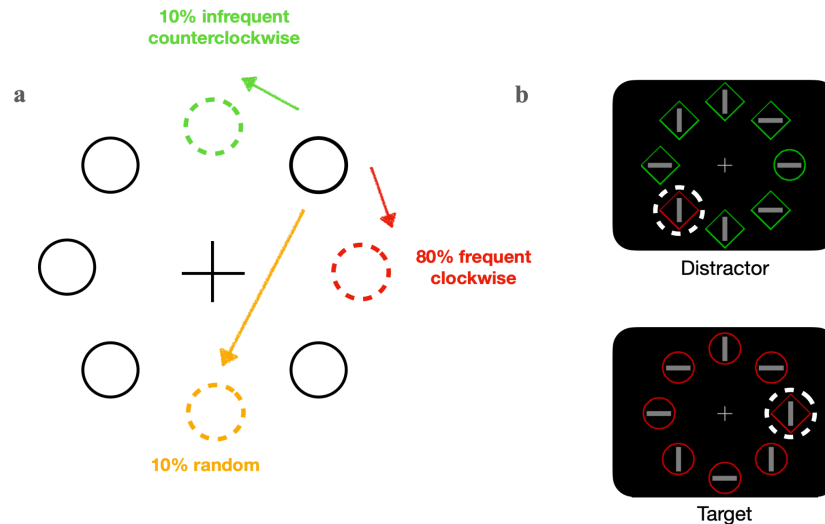 10% infrequent
counterclockwise
a
b
80% frequent
clockwise
Distractor
10% random
Target